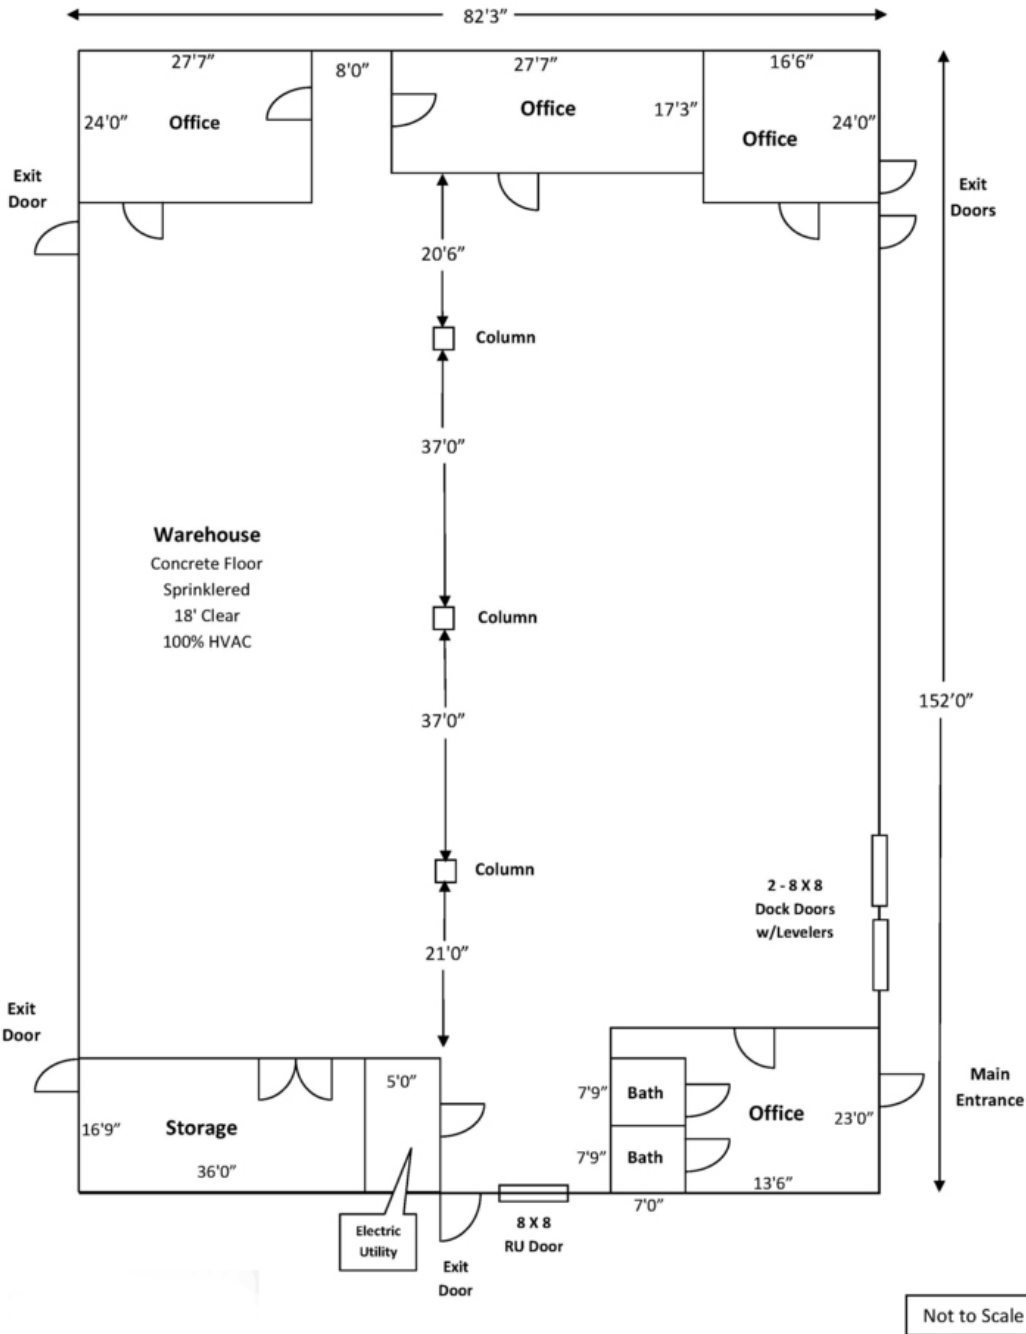 82'3"
27'7"
8'0"
27'7"
16'6"
24'0"
Office
Office
17'3"
Office
24'0"
Exit
Door
Exit
Doors
20'6"
Column
37'0"
Column
Warehouse
Concrete Floor
Sprinklered
18' Clear
100% HVAC
152'0"
37'0"
Column
2 - 8 X 8
Dock Doors
w/Levelers
21'0"
Exit
Door
5'0"
7'9"
Bath
Main
Entrance
16'9"
Storage
Office
23'0"
7'9"
Bath
36'0"
13'6"
7'0"
Electric
Utility
8 X 8
RU Door
Exit
Door
Not to Scale